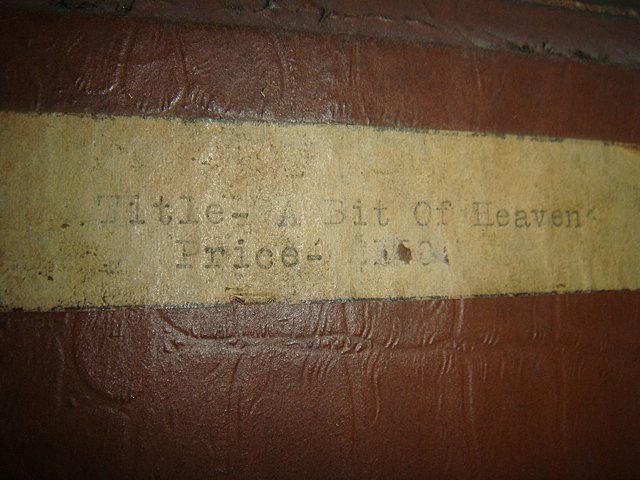 Title- "A Bit Of Heaven"
Price-